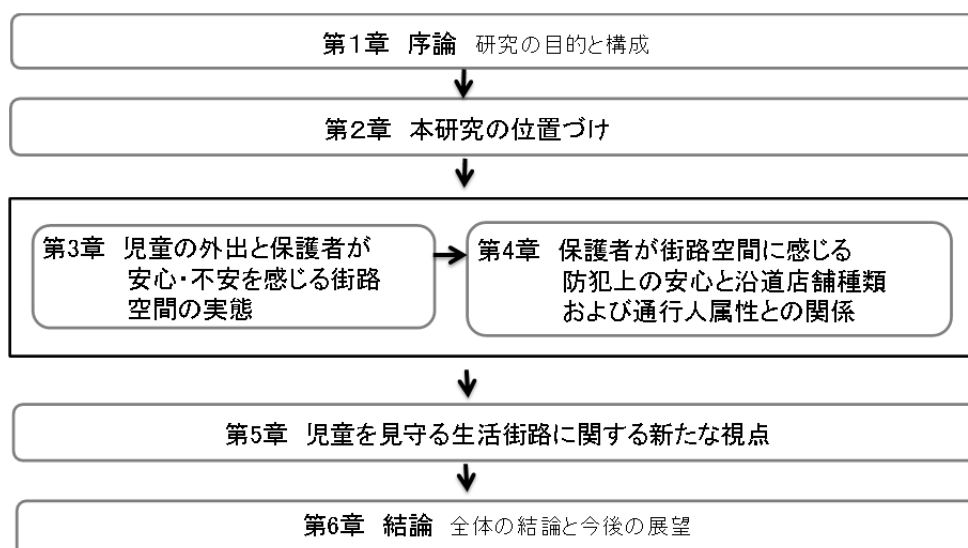 第1章 序論 研究の目的と構成
第2章 本研究の位置づけ
第3章 児童の外出と保護者が
安心・不安を感じる街路
空間の実態
第4章 保護者が街路空間に感じる
防犯上の安心と沿道店舗種類
および通行人属性との関係
第5章 児童を見守る生活街路に関する新たな視点
第6章 結論 全体の結論と今後の展望